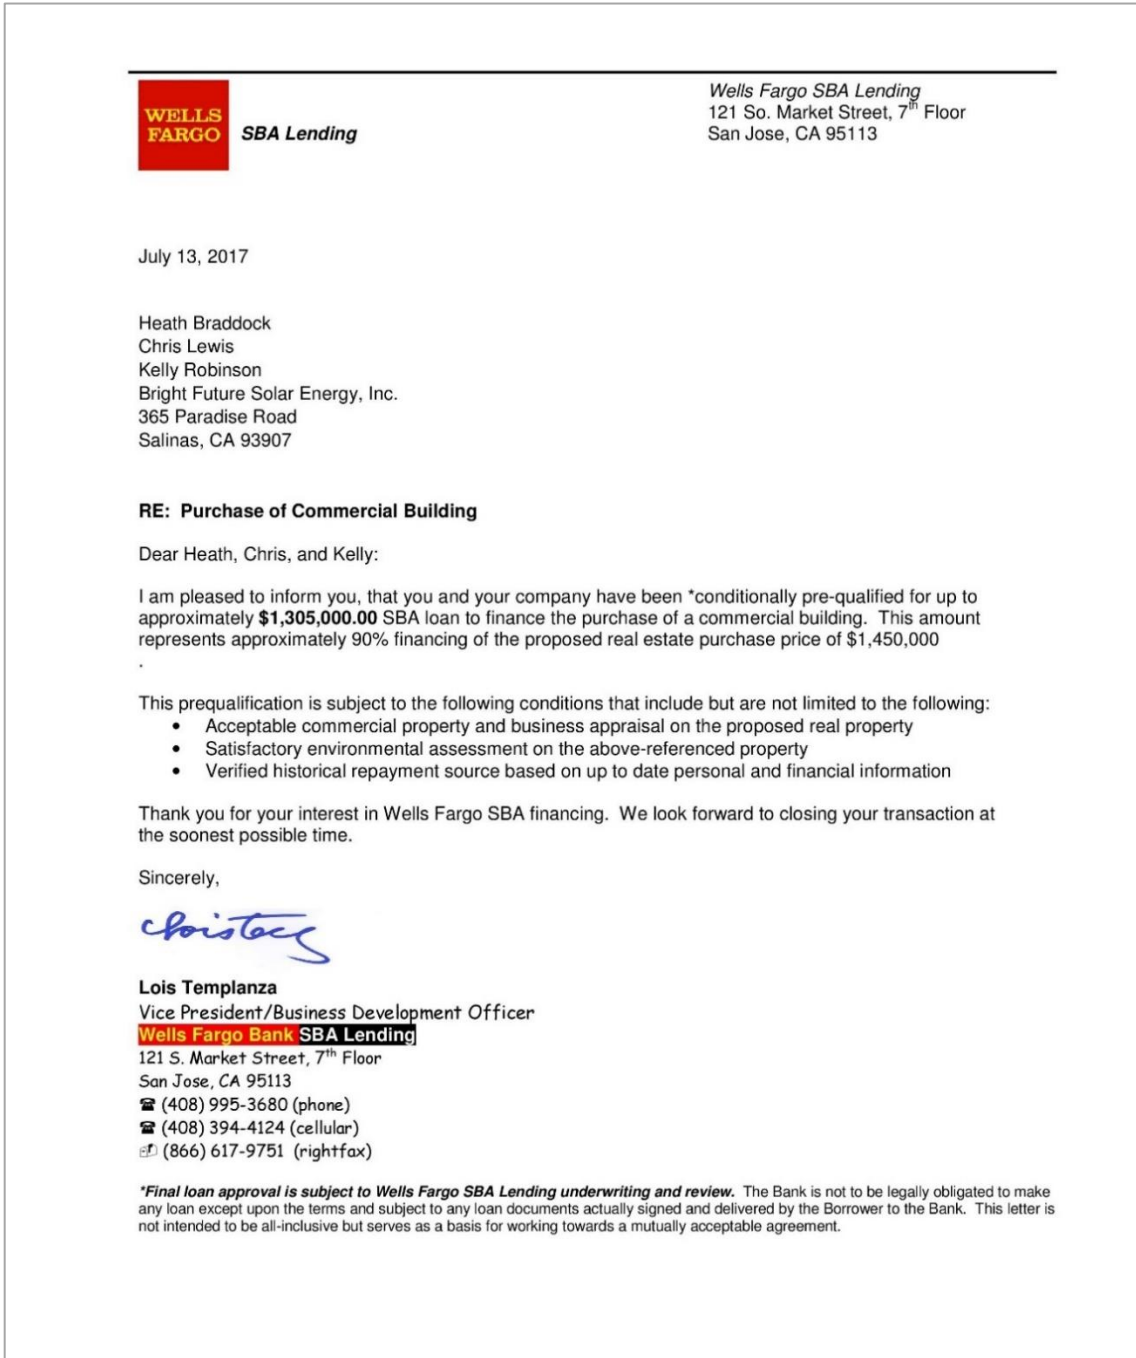 WELLS
FARGO
SBA Lending
Wells Fargo SBA Lending
121 So. Market Street, 7th Floor
San Jose, CA 95113
July 13, 2017
Heath Braddock
Chris Lewis
Kelly Robinson
Bright Future Solar Energy, Inc.
365 Paradise Road
Salinas, CA 93907
RE: Purchase of Commercial Building
Dear Heath, Chris, and Kelly:
I am pleased to inform you, that you and your company have been *conditionally pre-qualified for up to
approximately $1,305,000.00 SBA loan to finance the purchase of a commercial building. This amount
represents approximately 90% financing of the proposed real estate purchase price of $1,450,000
.
This prequalification is subject to the following conditions that include but are not limited to the following:
• Acceptable commercial property and business appraisal on the proposed real property
• Satisfactory environmental assessment on the above-referenced property
• Verified historical repayment source based on up to date personal and financial information
Thank you for your interest in Wells Fargo SBA financing. We look forward to closing your transaction at
the soonest possible time.
Sincerely,
Lois Templanza
Vice President/Business Development Officer
Wells Fargo Bank SBA Lending
121 S. Market Street, 7th Floor
San Jose, CA 95113
☎ (408) 995-3680 (phone)
☎ (408) 394-4124 (cellular)
(866) 617-9751 (rightfax)
*Final loan approval is subject to Wells Fargo SBA Lending underwriting and review. The Bank is not to be legally obligated to make
any loan except upon the terms and subject to any loan documents actually signed and delivered by the Borrower to the Bank. This letter is
not intended to be all-inclusive but serves as a basis for working towards a mutually acceptable agreement.